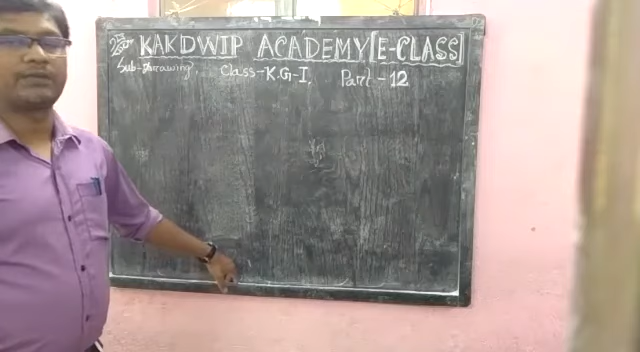 KAKDWIP ACADEMY [E-CLASS]
Sub-Drawing, Class-K.G-I. Part-12